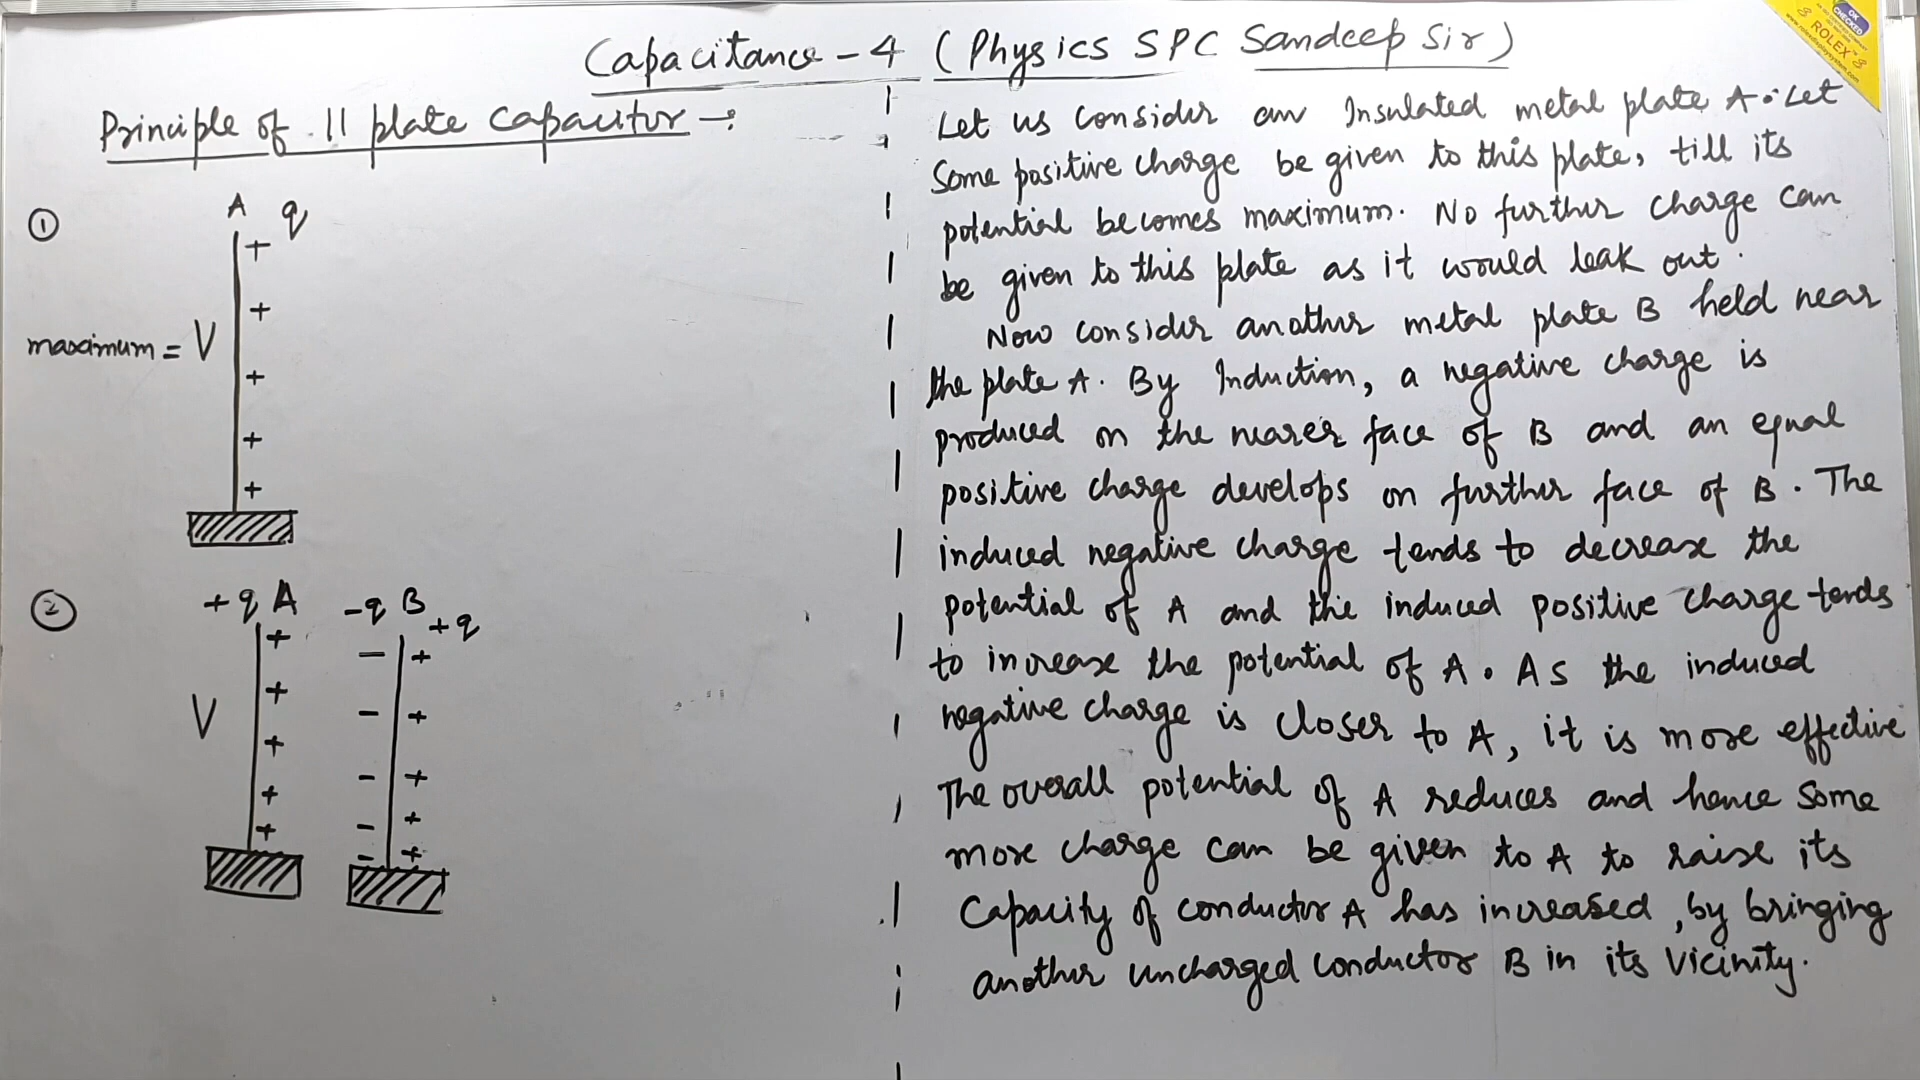 Capacitance - 4 (Physics SPC Sandeep Sir)
Principle of || plate capacitor →:
① A q
+
+
maximum = V
+
+
+
② +q A -q B +q
+ - +
+ - +
V
+ - +
+ - +
+ - +
Let us consider an Insulated metal plate A. Let
Some positive charge be given to this plate, till its
potential becomes maximum. No further charge can
be given to this plate as it would leak out.
Now consider another metal plate B held near
the plate A. By Induction, a negative charge is
produced on the nearer face of B and an equal
positive charge develops on further face of B. The
induced negative charge tends to decrease the
potential of A and the induced positive charge tends
to increase the potential of A. As the induced
negative charge is closer to A, it is more effective
The overall potential of A reduces and hence some
more charge can be given to A to raise its
Capacity of conductor A has increased, by bringing
another uncharged conductor B in its vicinity.
OK
CHECKED
ROLEX